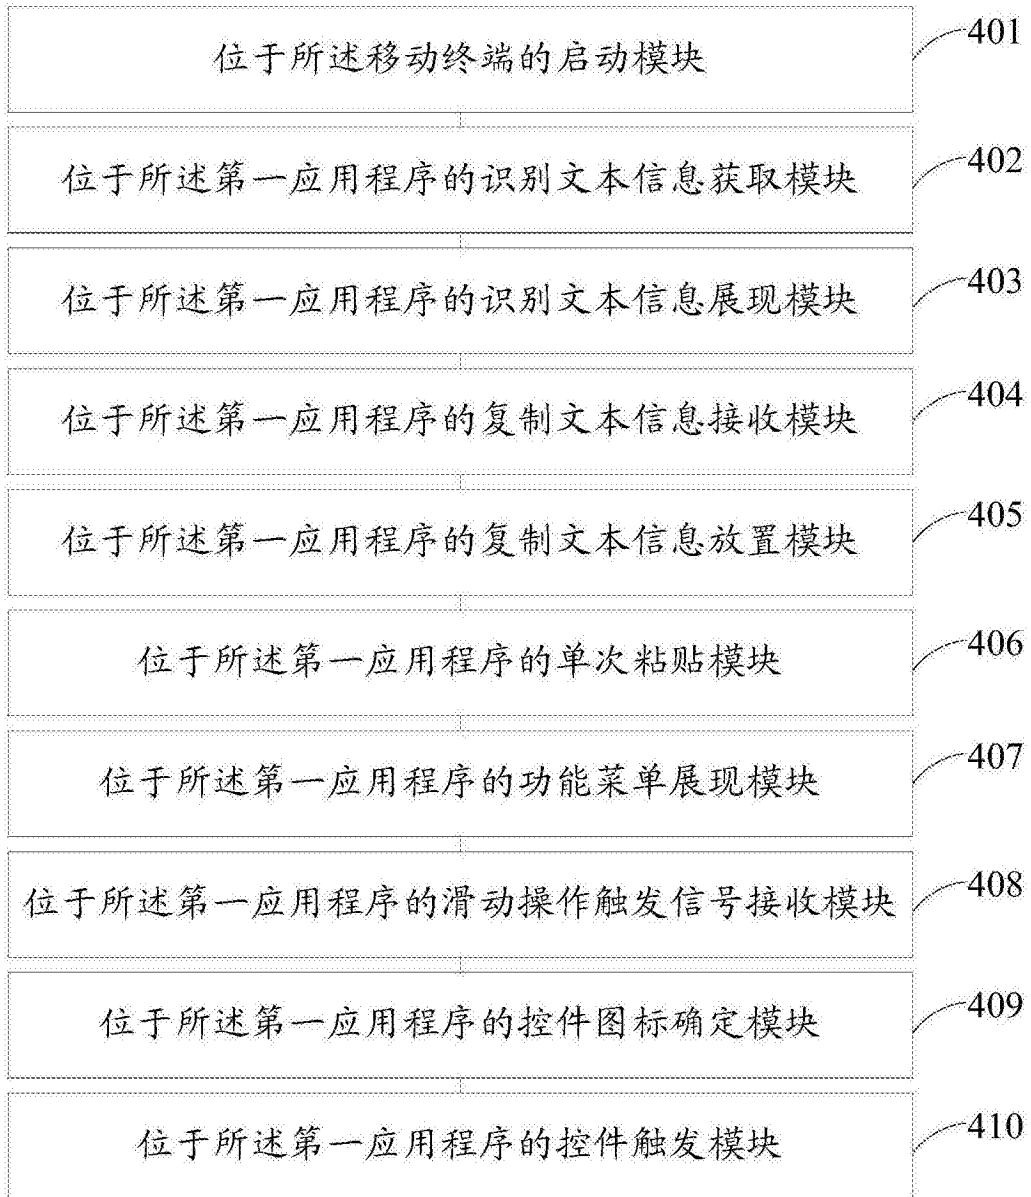 位于所述移动终端的启动模块 401
位于所述第一应用程序的识别文本信息获取模块 402
位于所述第一应用程序的识别文本信息展现模块 403
位于所述第一应用程序的复制文本信息接收模块 404
位于所述第一应用程序的复制文本信息放置模块 405
位于所述第一应用程序的单次粘贴模块 406
位于所述第一应用程序的功能菜单展现模块 407
位于所述第一应用程序的滑动操作触发信号接收模块 408
位于所述第一应用程序的控件图标确定模块 409
位于所述第一应用程序的控件触发模块 410